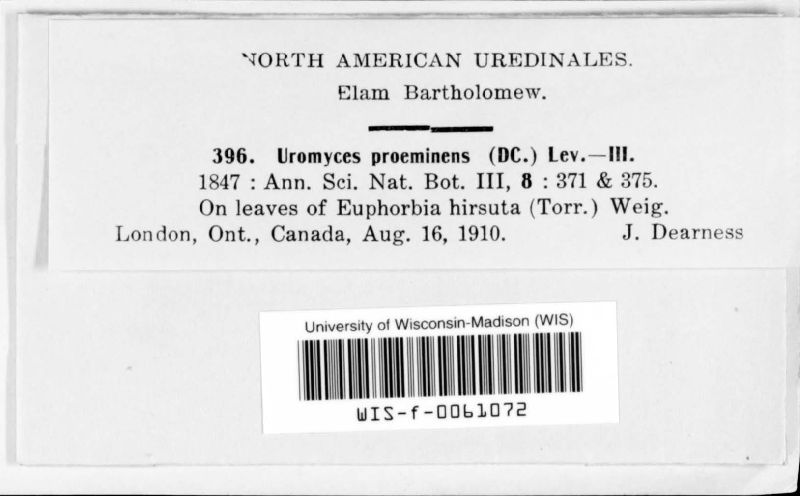 NORTH AMERICAN UREDINALES.
Elam Bartholomew.
396. Uromyces proeminens (DC.) Lev.—III.
1847 : Ann. Sci. Nat. Bot. III, 8 : 371 & 375.
On leaves of Euphorbia hirsuta (Torr.) Weig.
London, Ont., Canada, Aug. 16, 1910. J. Dearness
University of Wisconsin-Madison (WIS)
WIS-f-0061072